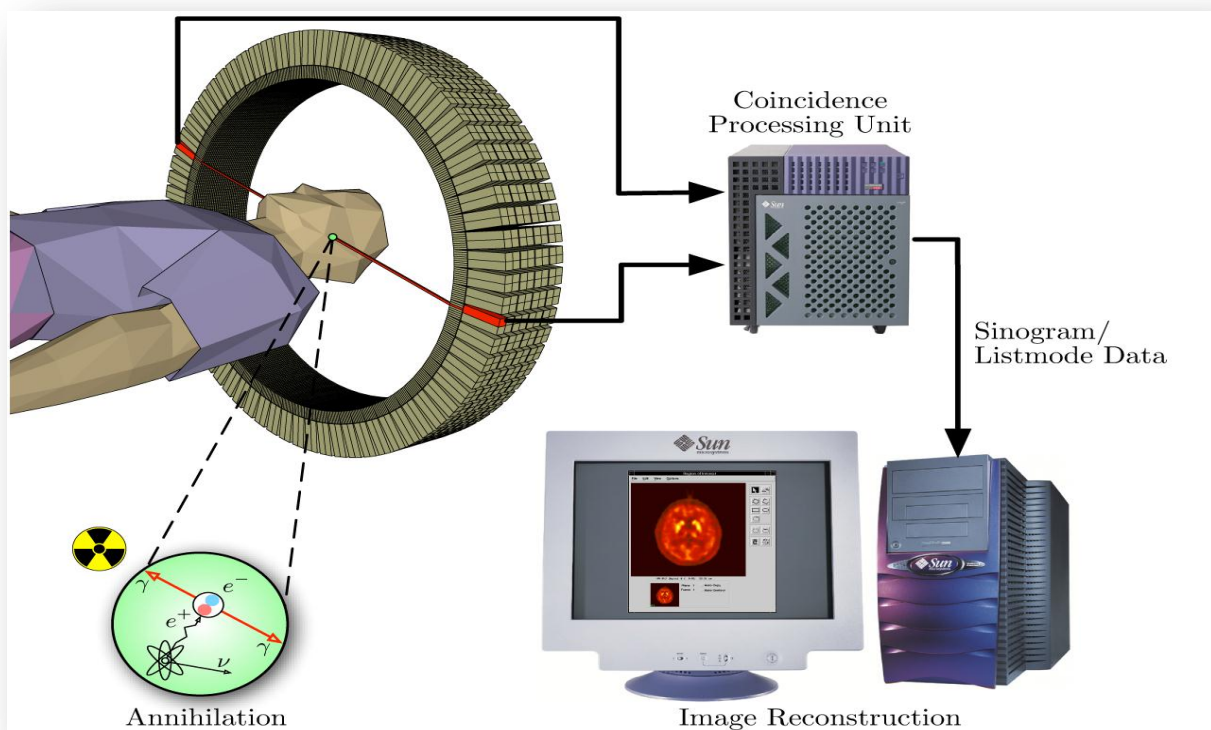 Coincidence
Processing Unit
Sun
Sinogram/
Listmode Data
Sun
Sun
γ
e−
e+
γ
ν
Annihilation
Image Reconstruction